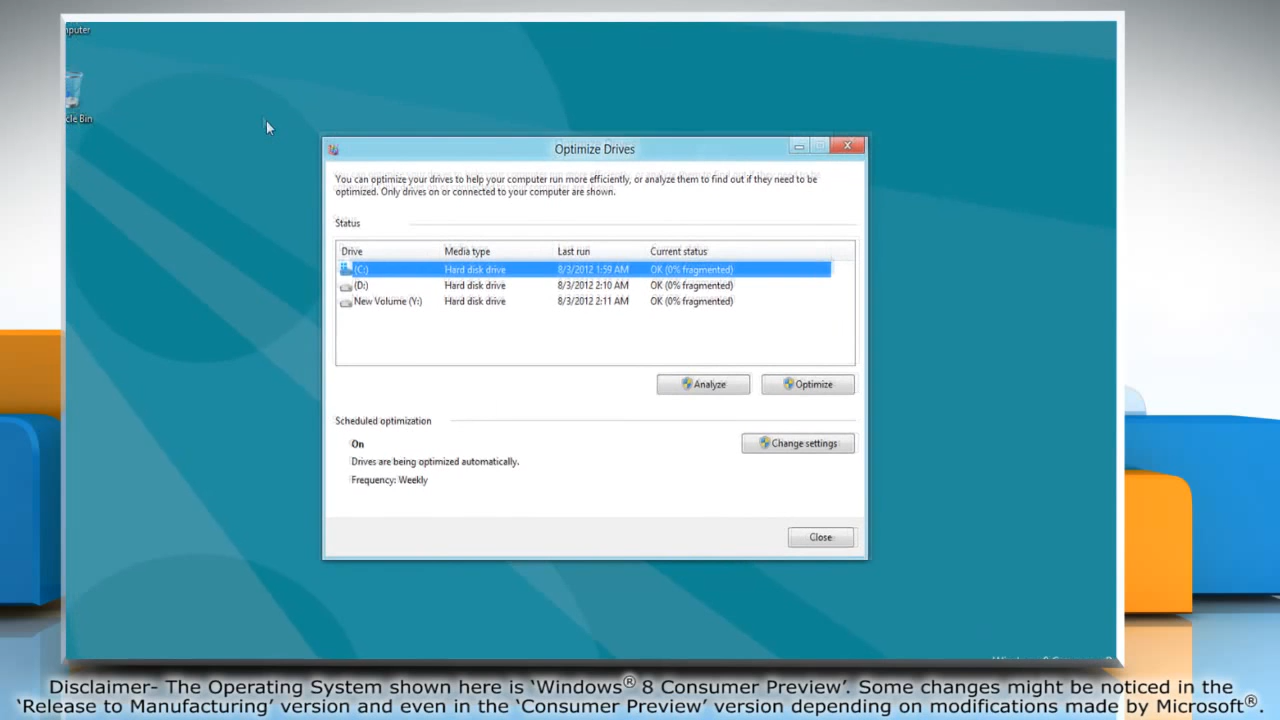 Optimize Drives
You can optimize your drives to help your computer run more efficiently, or analyze them to find out if they need to be
optimized. Only drives on or connected to your computer are shown.
Status
Drive Media type Last run Current status
(C:) Hard disk drive 8/3/2012 1:59 AM OK (0% fragmented)
(D:) Hard disk drive 8/3/2012 2:10 AM OK (0% fragmented)
New Volume (Y:) Hard disk drive 8/3/2012 2:11 AM OK (0% fragmented)
Analyze Optimize
Scheduled optimization
On
Change settings
Drives are being optimized automatically.
Frequency: Weekly
Close
Disclaimer- The Operating System shown here is ‘Windows® 8 Consumer Preview’. Some changes might be noticed in the
‘Release to Manufacturing’ version and even in the ‘Consumer Preview’ version depending on modifications made by Microsoft®.